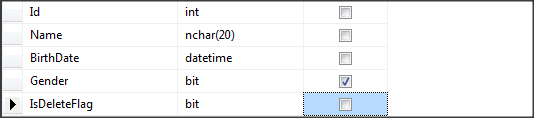 Id int
Name nchar(20)
BirthDate datetime
Gender bit
IsDeleteFlag bit